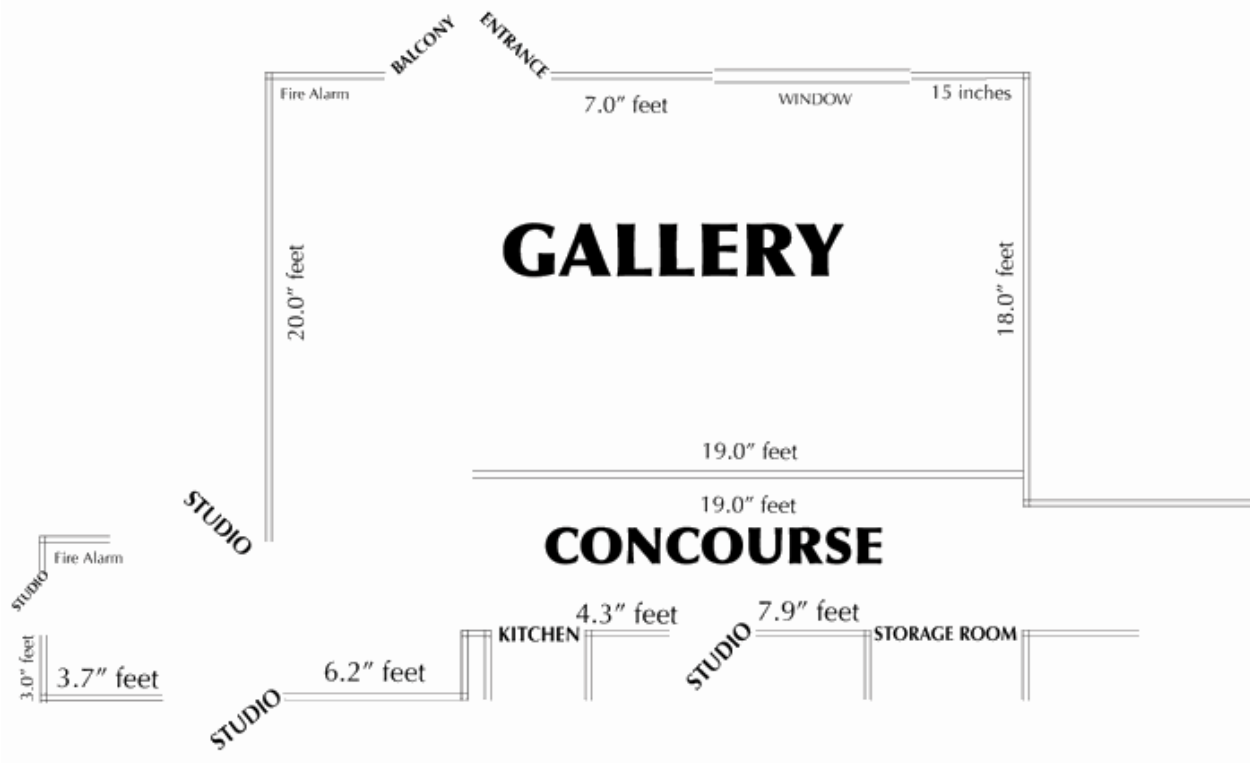 BALCONY
ENTRANCE
Fire Alarm
7.0” feet
WINDOW
15 inches
GALLERY
20.0” feet
18.0” feet
19.0” feet
19.0” feet
STUDIO
CONCOURSE
Fire Alarm
STUDIO
4.3” feet
7.9” feet
KITCHEN
STUDIO
STORAGE ROOM
3.0” feet
3.7” feet
6.2” feet
STUDIO